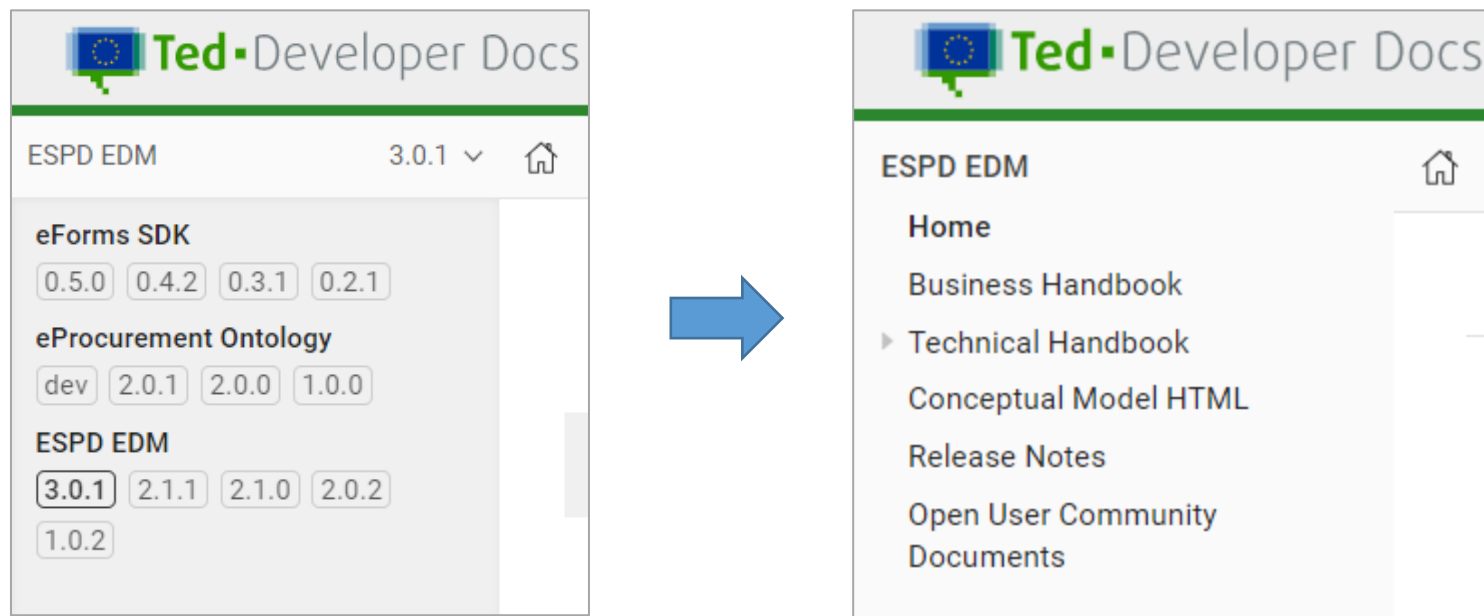 Ted▪Developer Docs
ESPD EDM 3.0.1
eForms SDK
0.5.0 0.4.2 0.3.1 0.2.1
eProcurement Ontology
dev 2.0.1 2.0.0 1.0.0
ESPD EDM
3.0.1 2.1.1 2.1.0 2.0.2
1.0.2
Ted▪Developer Docs
ESPD EDM
Home
Business Handbook
Technical Handbook
Conceptual Model HTML
Release Notes
Open User Community
Documents